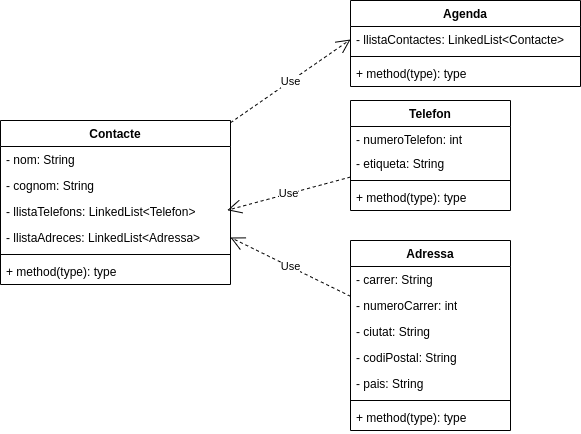 Agenda
- llistaContactes: LinkedList<Contacte>
+ method(type): type
Use
Contacte
- nom: String
- cognom: String
- llistaTelefons: LinkedList<Telefon>
- llistaAdreces: LinkedList<Adressa>
+ method(type): type
Telefon
- numeroTelefon: int
- etiqueta: String
+ method(type): type
Use
Adressa
- carrer: String
- numeroCarrer: int
- ciutat: String
- codiPostal: String
- pais: String
+ method(type): type
Use